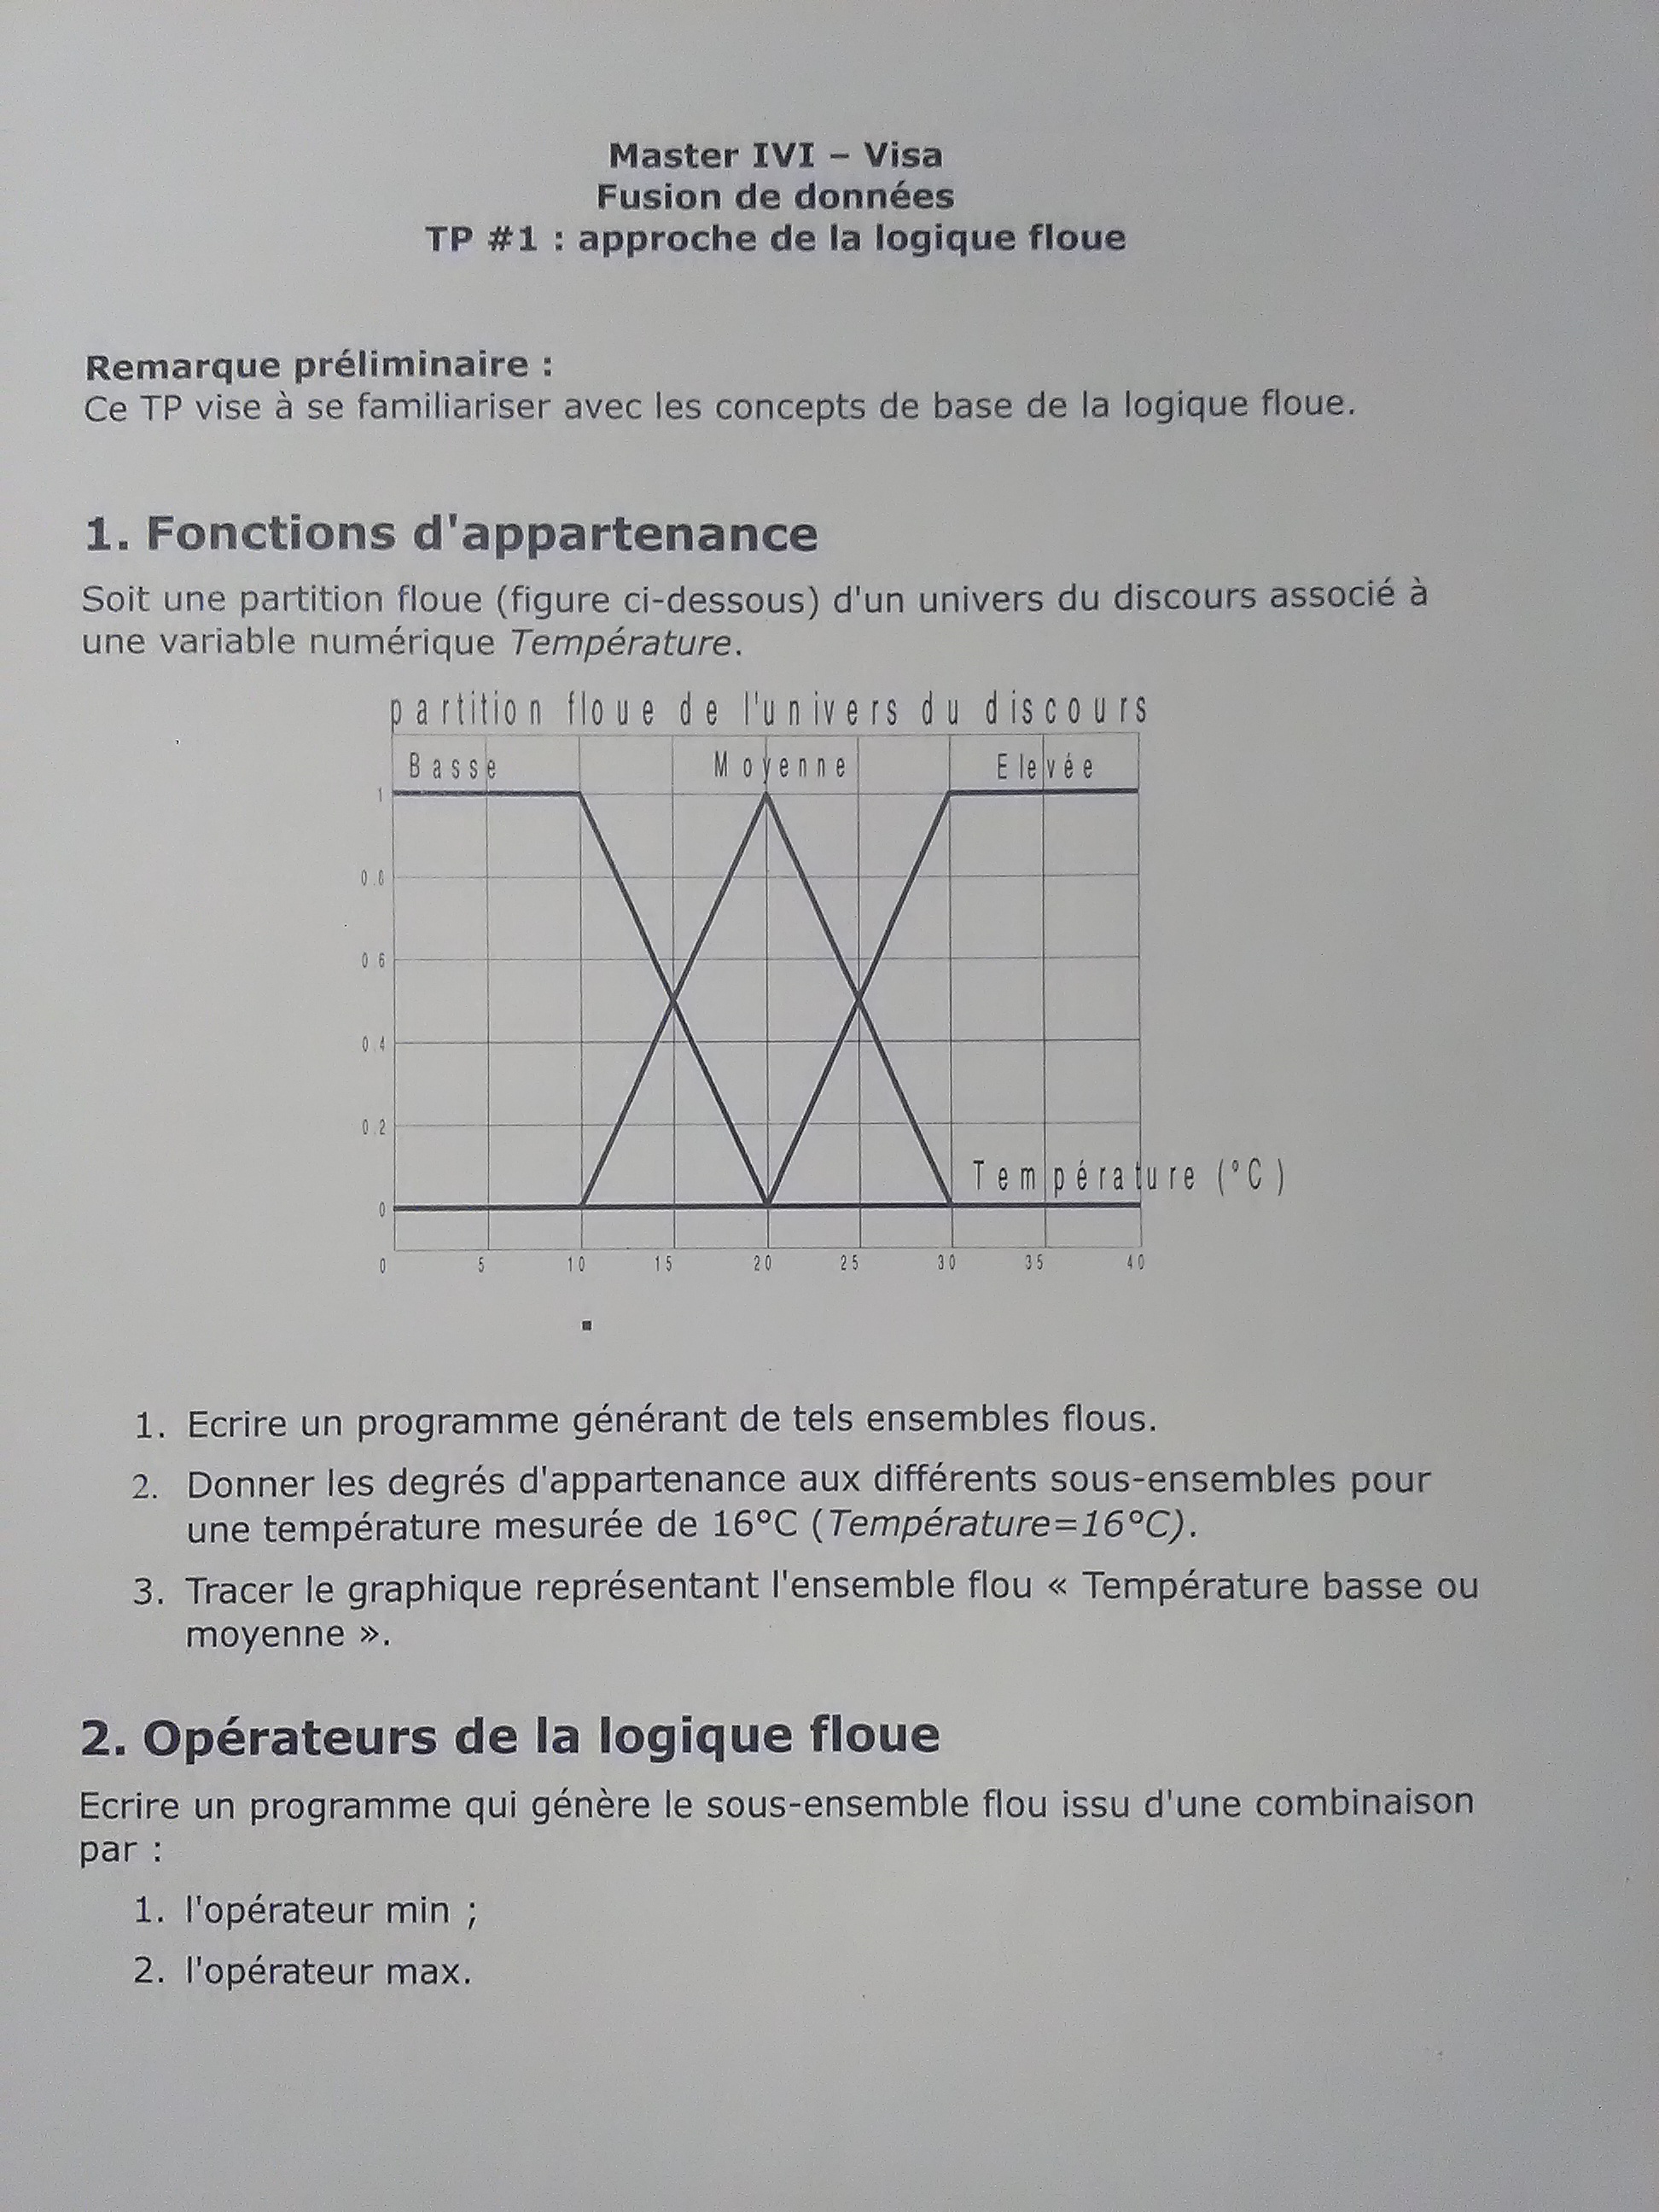 Master IVI – Visa
Fusion de données
TP #1 : approche de la logique floue
Remarque préliminaire :
Ce TP vise à se familiariser avec les concepts de base de la logique floue.
1. Fonctions d'appartenance
Soit une partition floue (figure ci-dessous) d'un univers du discours associé à
une variable numérique Température.
partition floue de l'univers du discours
Basse Moyenne Elevée
1
0.8
0.6
0.4
0.2
Température (°C)
0
0 5 10 15 20 25 30 35 40
1. Ecrire un programme générant de tels ensembles flous.
2. Donner les degrés d'appartenance aux différents sous-ensembles pour
une température mesurée de 16°C (Température=16°C).
3. Tracer le graphique représentant l'ensemble flou « Température basse ou
moyenne ».
2. Opérateurs de la logique floue
Ecrire un programme qui génère le sous-ensemble flou issu d'une combinaison
par :
1. l'opérateur min ;
2. l'opérateur max.